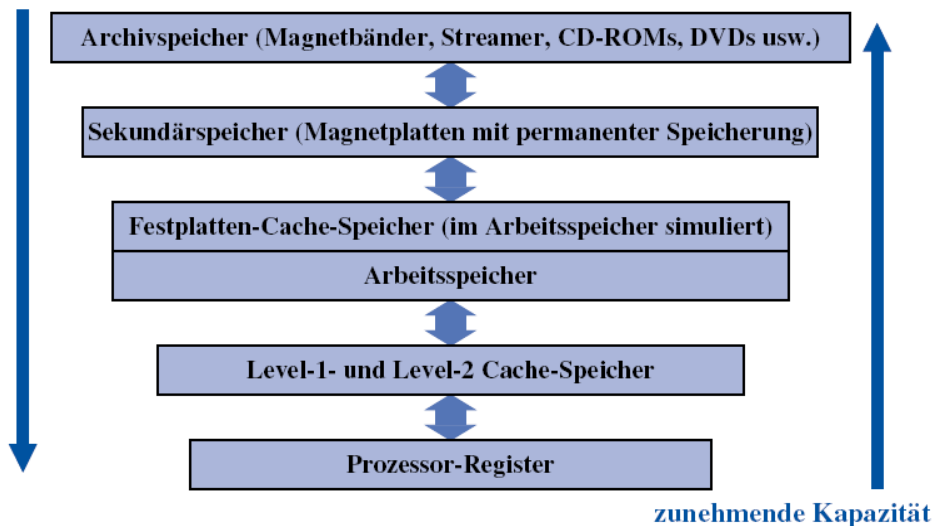 Archivspeicher (Magnetbänder, Streamer, CD-ROMs, DVDs usw.)
Sekundärspeicher (Magnetplatten mit permanenter Speicherung)
Festplatten-Cache-Speicher (im Arbeitsspeicher simuliert)
Arbeitsspeicher
Level-1- und Level-2 Cache-Speicher
Prozessor-Register
zunehmende Kapazität